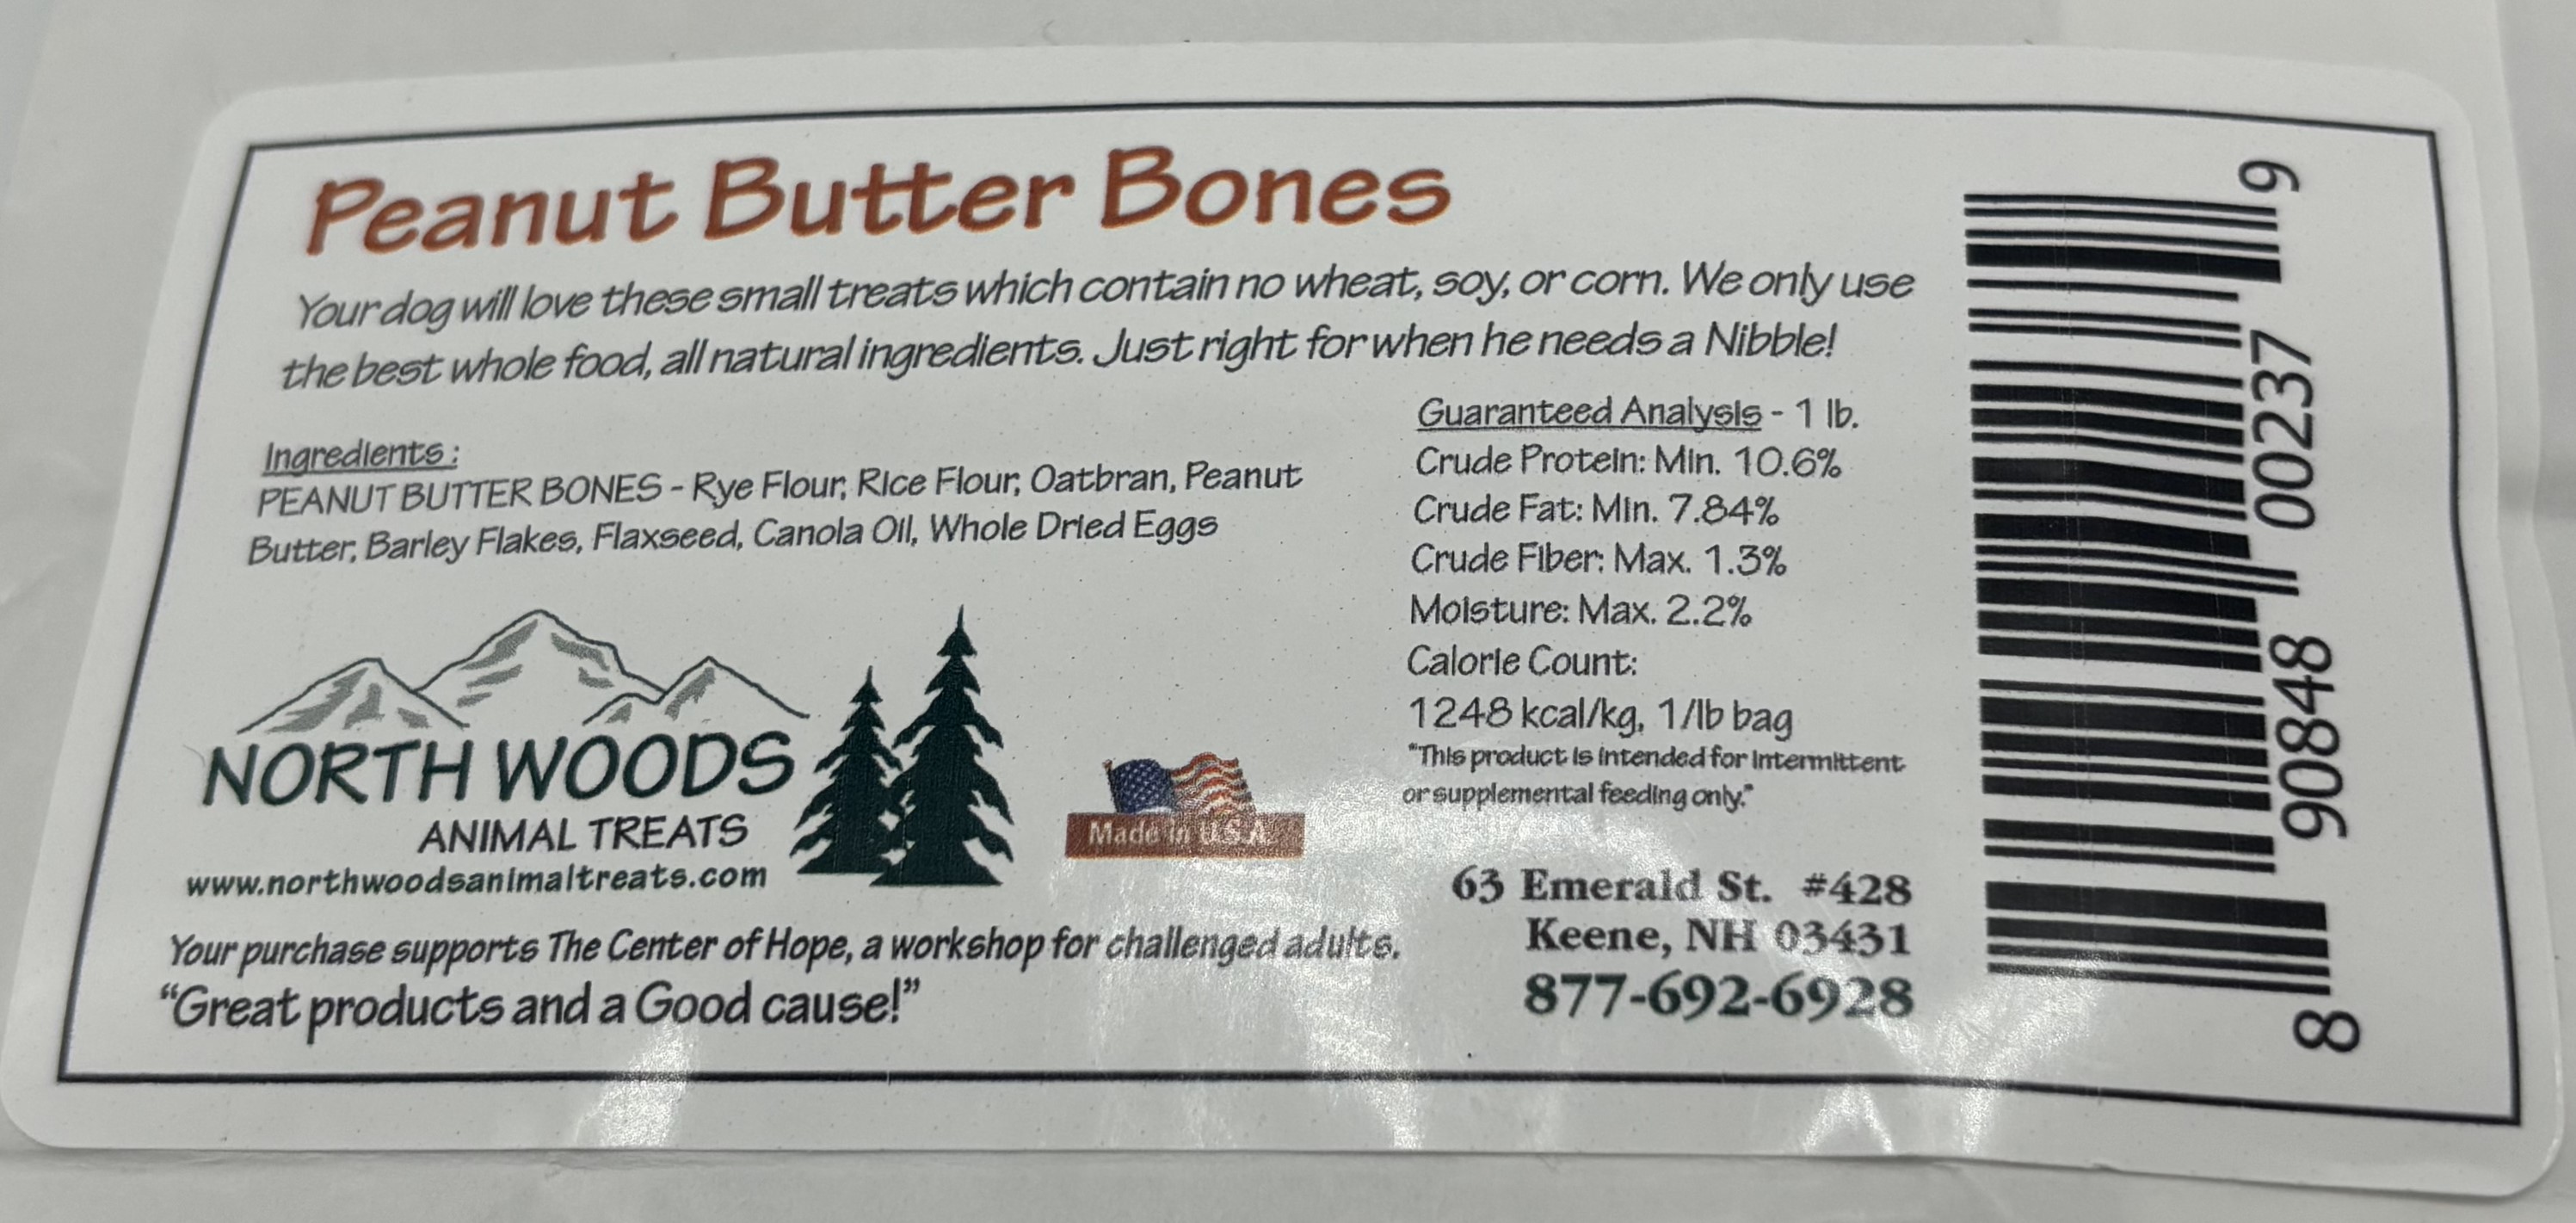 Peanut Butter Bones
Your dog will love these small treats which contain no wheat, soy, or corn. We only use
the best whole food, all natural ingredients. Just right for when he needs a Nibble!
Ingredients:
PEANUT BUTTER BONES - Rye Flour, Rice Flour, Oatbran, Peanut
Butter, Barley Flakes, Flaxseed, Canola Oil, Whole Dried Eggs
Guaranteed Analysis - 1 lb.
Crude Protein: Min. 10.6%
Crude Fat: Min. 7.84%
Crude Fiber: Max. 1.3%
Moisture: Max. 2.2%
Calorie Count:
1248 kcal/kg, 1/lb bag
"This product is intended for intermittent
or supplemental feeding only."
NORTH WOODS
ANIMAL TREATS
www.northwoodsanimaltreats.com
Made in U.S.A.
Your purchase supports The Center of Hope, a workshop for challenged adults.
“Great products and a Good cause!”
63 Emerald St. #428
Keene, NH 03431
877-692-6928
8 90848 00237 9